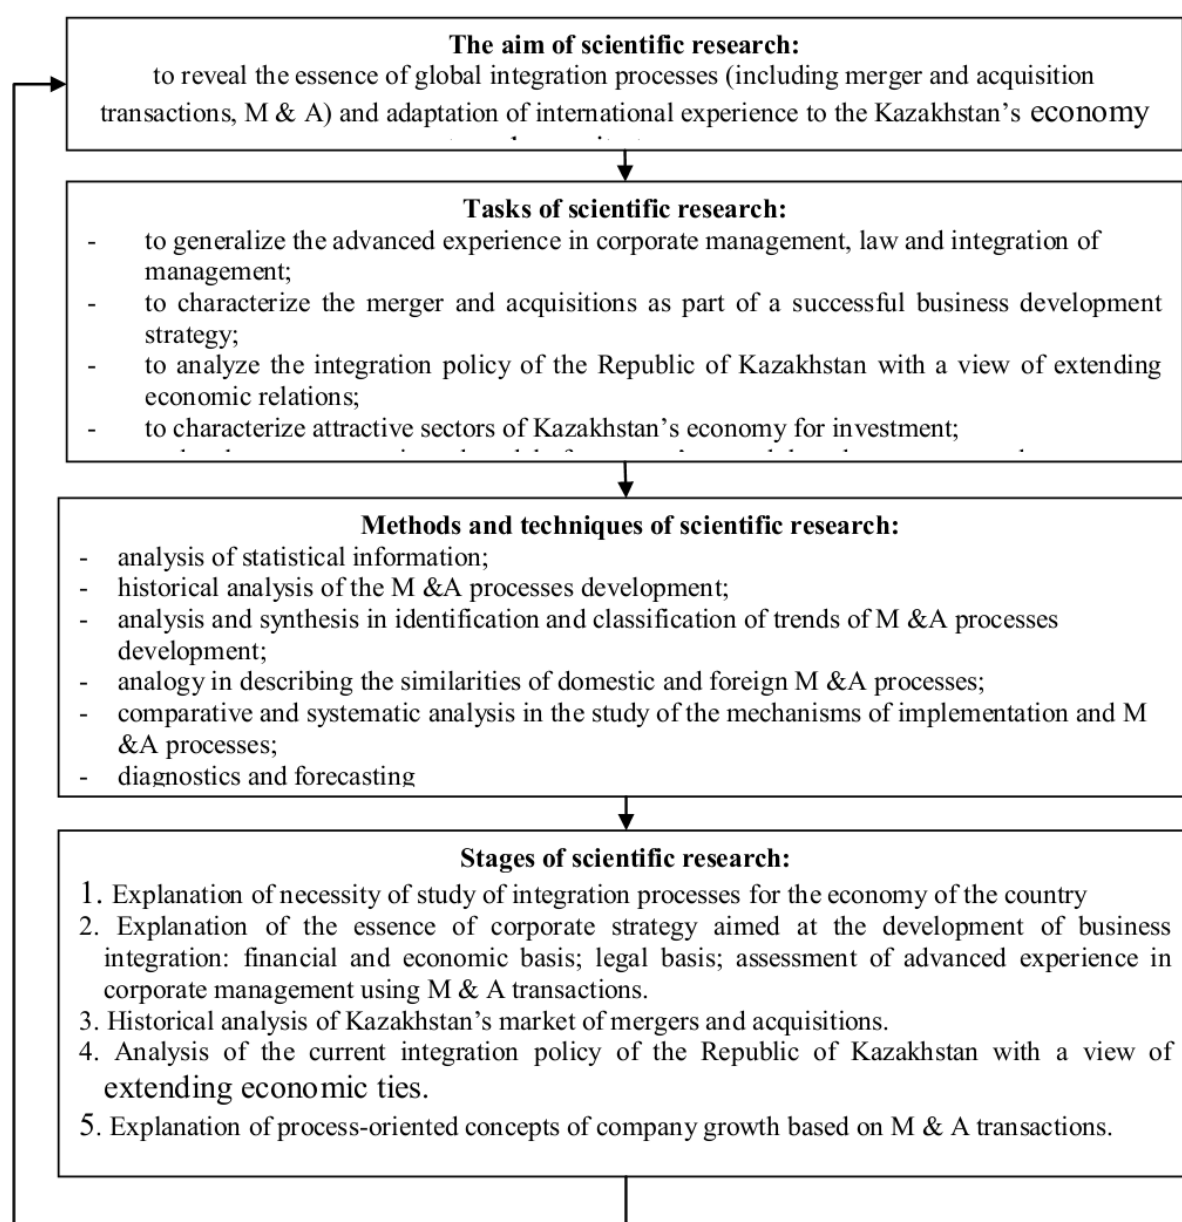 The aim of scientific research:
to reveal the essence of global integration processes (including merger and acquisition
transactions, M & A) and adaptation of international experience to the Kazakhstan’s economy
Tasks of scientific research:
- to generalize the advanced experience in corporate management, law and integration of
management;
- to characterize the merger and acquisitions as part of a successful business development
strategy;
- to analyze the integration policy of the Republic of Kazakhstan with a view of extending
economic relations;
- to characterize attractive sectors of Kazakhstan’s economy for investment;
Methods and techniques of scientific research:
- analysis of statistical information;
- historical analysis of the M &A processes development;
- analysis and synthesis in identification and classification of trends of M &A processes
development;
- analogy in describing the similarities of domestic and foreign M &A processes;
- comparative and systematic analysis in the study of the mechanisms of implementation and M
&A processes;
- diagnostics and forecasting
Stages of scientific research:
1. Explanation of necessity of study of integration processes for the economy of the country
2. Explanation of the essence of corporate strategy aimed at the development of business
integration: financial and economic basis; legal basis; assessment of advanced experience in
corporate management using M & A transactions.
3. Historical analysis of Kazakhstan’s market of mergers and acquisitions.
4. Analysis of the current integration policy of the Republic of Kazakhstan with a view of
extending economic ties.
5. Explanation of process-oriented concepts of company growth based on M & A transactions.